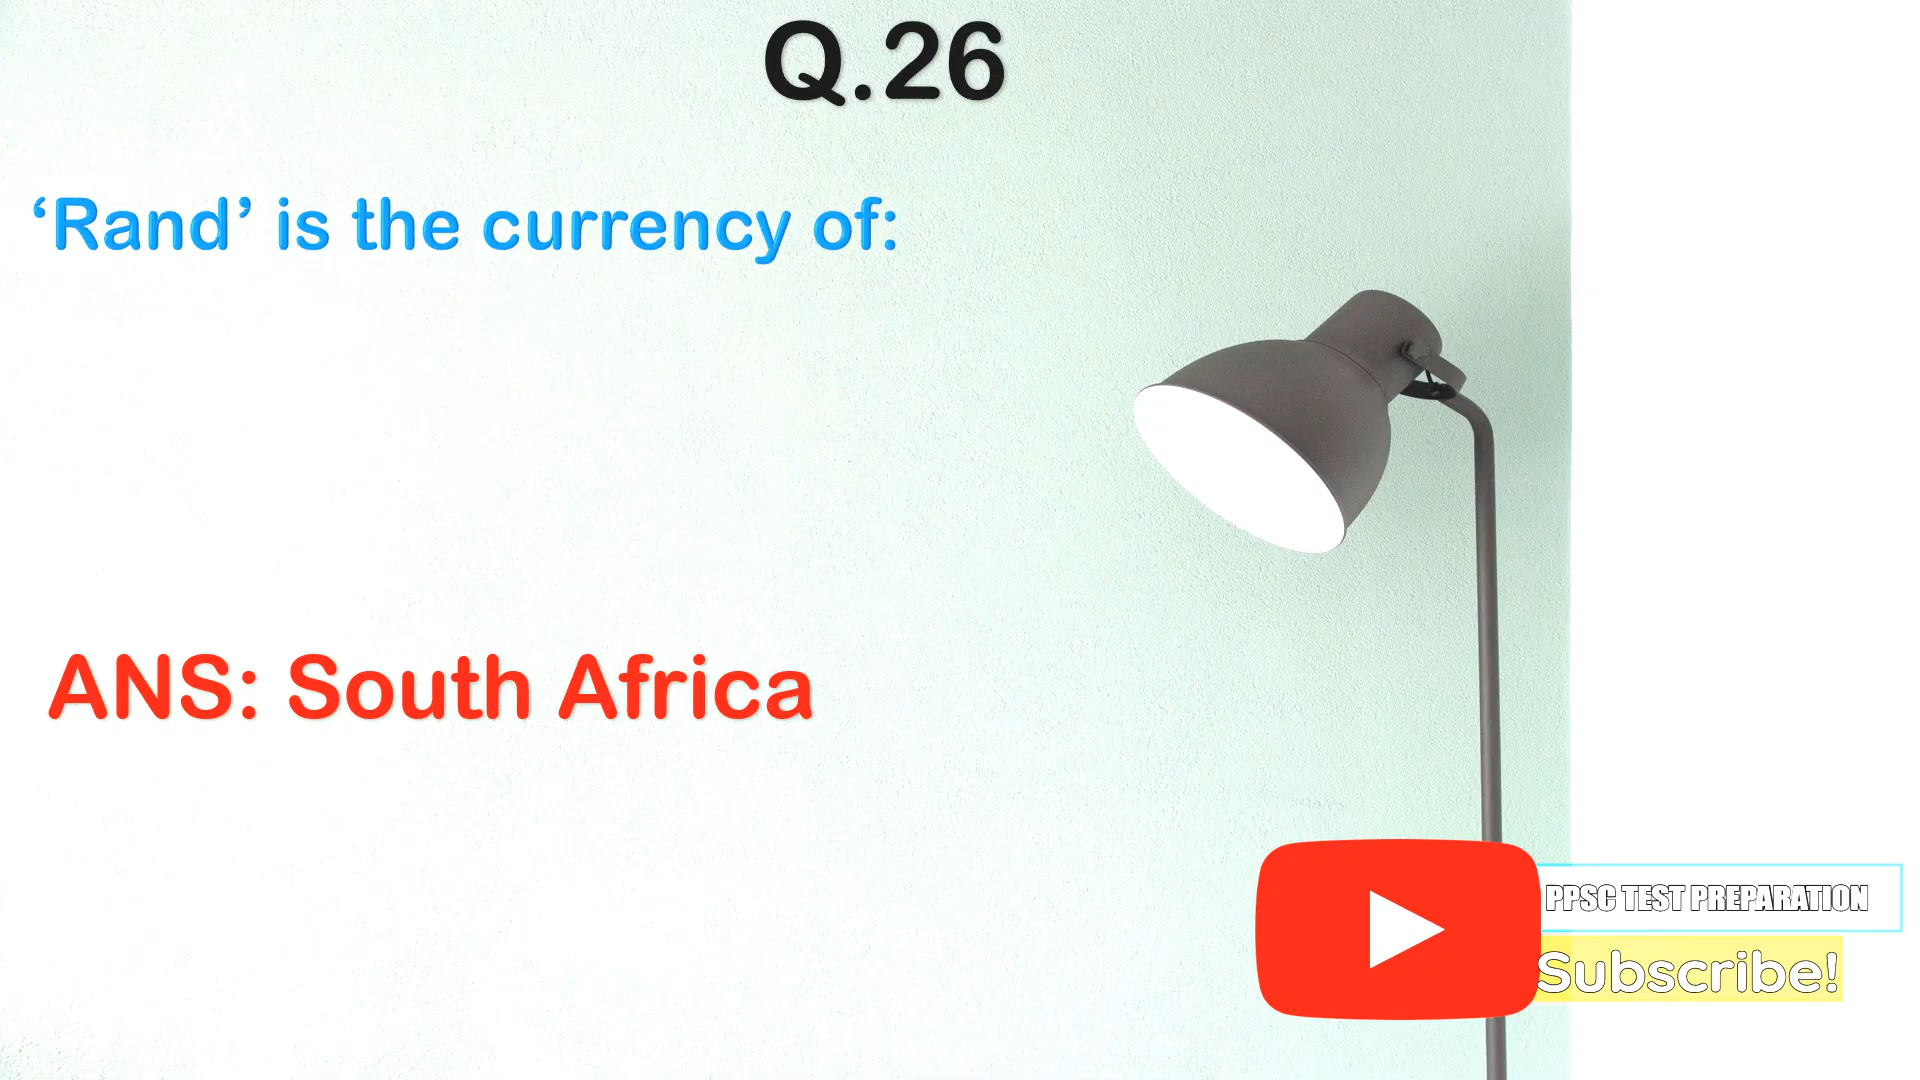 Q.26
‘Rand’ is the currency of:
ANS: South Africa
PPSC TEST PREPARATION
Subscribe!